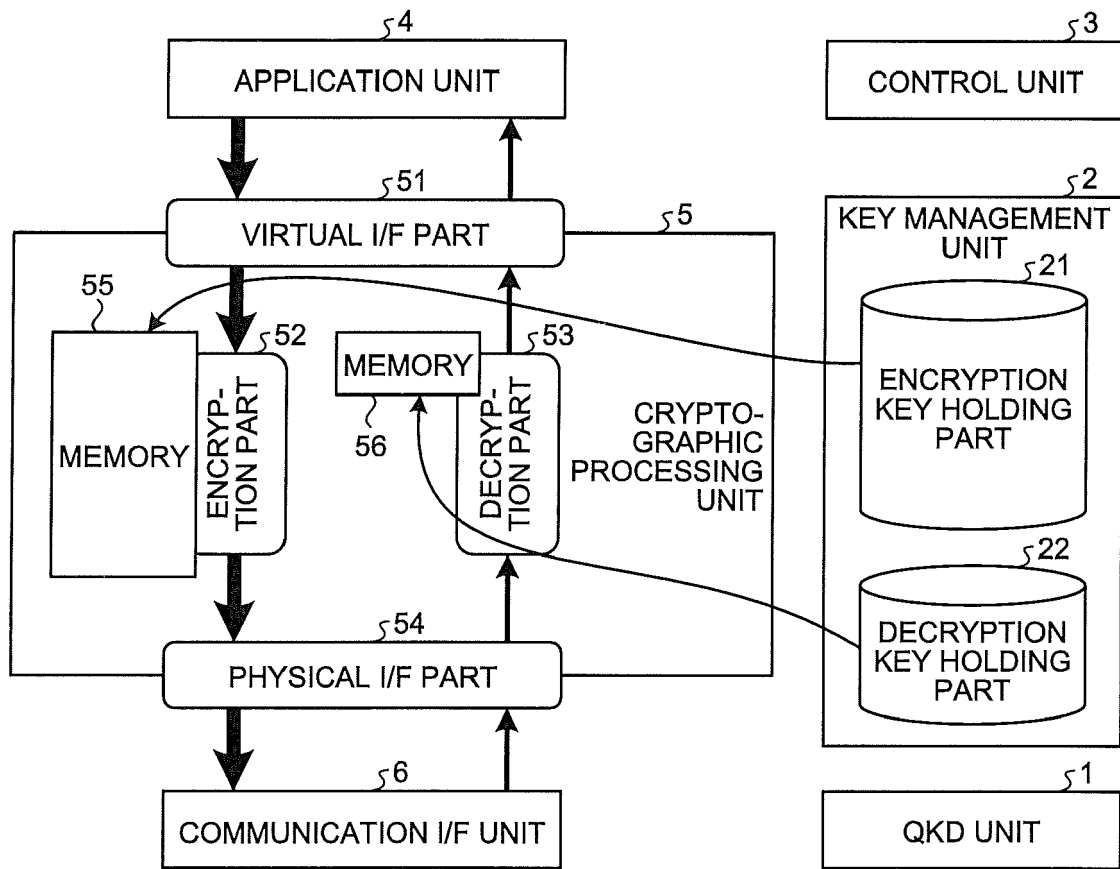 4
APPLICATION UNIT
3
CONTROL UNIT
51
VIRTUAL I/F PART
5
2
KEY MANAGEMENT
UNIT
21
ENCRYPTION
KEY HOLDING
PART
55
MEMORY
52
ENCRYP-
TION PART
MEMORY
56
53
DECRYP-
TION PART
CRYPTO-
GRAPHIC
PROCESSING
UNIT
22
DECRYPTION
KEY HOLDING
PART
54
PHYSICAL I/F PART
6
COMMUNICATION I/F UNIT
1
QKD UNIT